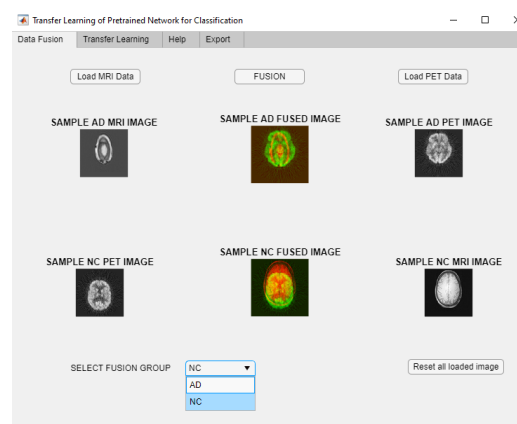 Transfer Learning of Pretrained Network for Classification
Data Fusion Transfer Learning Help Export
Load MRI Data FUSION Load PET Data
SAMPLE AD MRI IMAGE SAMPLE AD FUSED IMAGE SAMPLE AD PET IMAGE
SAMPLE NC PET IMAGE SAMPLE NC FUSED IMAGE SAMPLE NC MRI IMAGE
SELECT FUSION GROUP NC Reset all loaded image
AD
NC